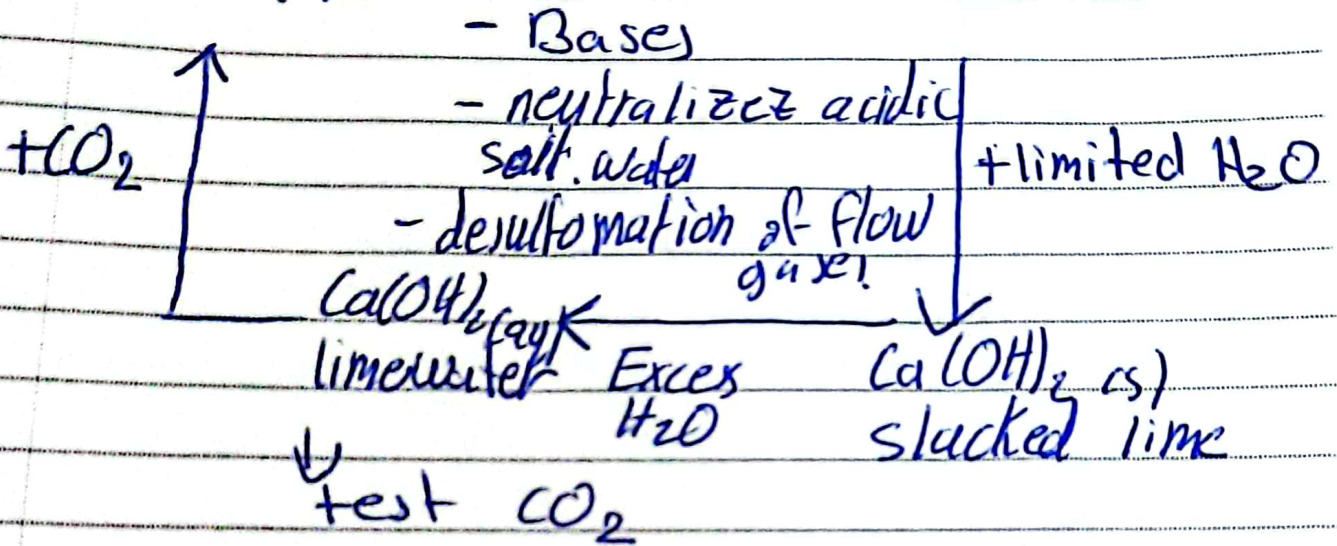 - Bases
- neutralizez acidic
+CO2
salt. water
+limited H2O
- desulfomation of flow
gases
Ca(OH)2(aq)
limewater
Exces
H2O
Ca(OH)2 (s)
slacked lime
test CO2